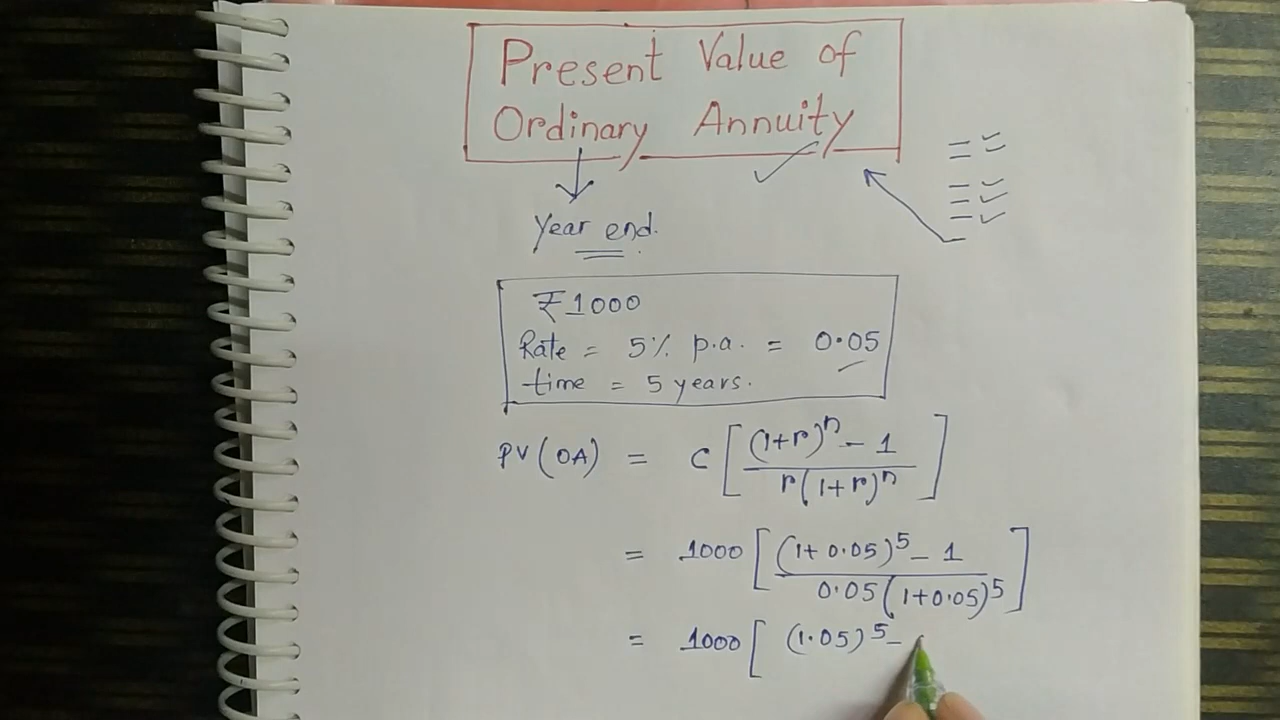 Present Value of
Ordinary Annuity
Year end.
₹1000
Rate = 5% p.a. = 0.05
time = 5 years.
PV(OA) = C[((1+r)^n - 1)/(r(1+r)^n)]
= 1000[((1+0.05)^5 - 1)/(0.05(1+0.05)^5)]
= 1000[(1.05)^5 -